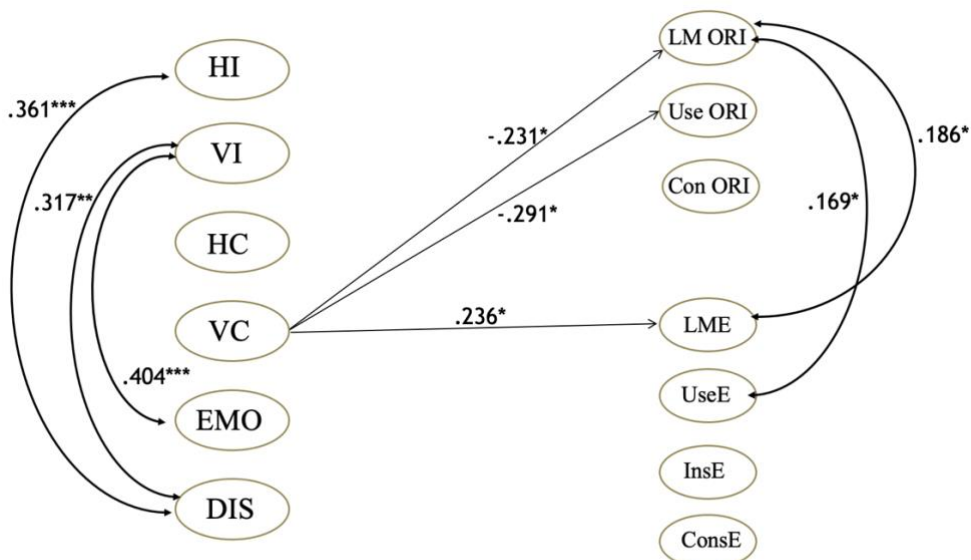 LM ORI
HI
.361***
Use ORI
-.231*
.186*
VI
Con ORI
.317**
.169*
-.291*
HC
VC
.236*
LME
.404***
UseE
EMO
InsE
DIS
ConsE